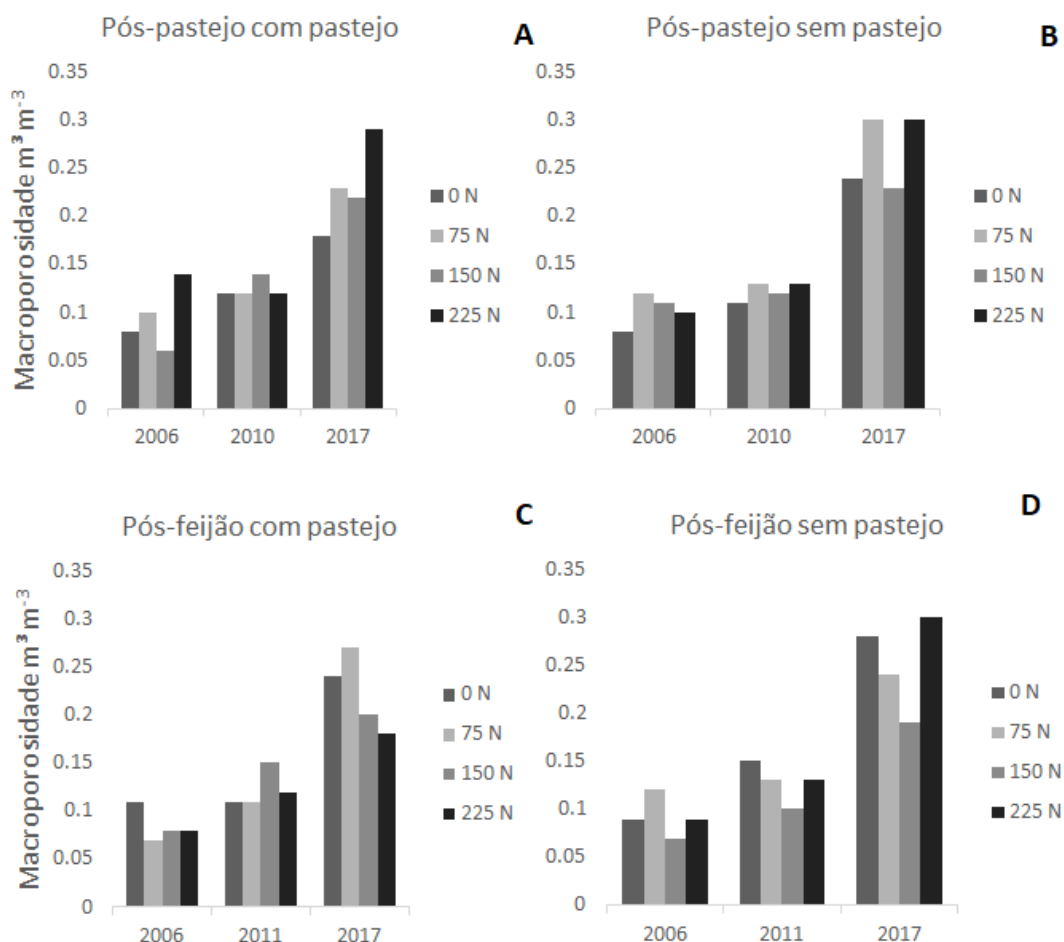 Pós-pastejo com pastejo
A
Macroporosidade m³ m⁻³
0.35
0.3
0.25
0.2
0.15
0.1
0.05
0
2006 2010 2017
0 N
75 N
150 N
225 N
Pós-pastejo sem pastejo
B
0.35
0.3
0.25
0.2
0.15
0.1
0.05
0
2006 2010 2017
0 N
75 N
150 N
225 N
Pós-feijão com pastejo
C
Macroporosidade m³ m⁻³
0.35
0.3
0.25
0.2
0.15
0.1
0.05
0
2006 2011 2017
0 N
75 N
150 N
225 N
Pós-feijão sem pastejo
D
0.35
0.3
0.25
0.2
0.15
0.1
0.05
0
2006 2011 2017
0 N
75 N
150 N
225 N